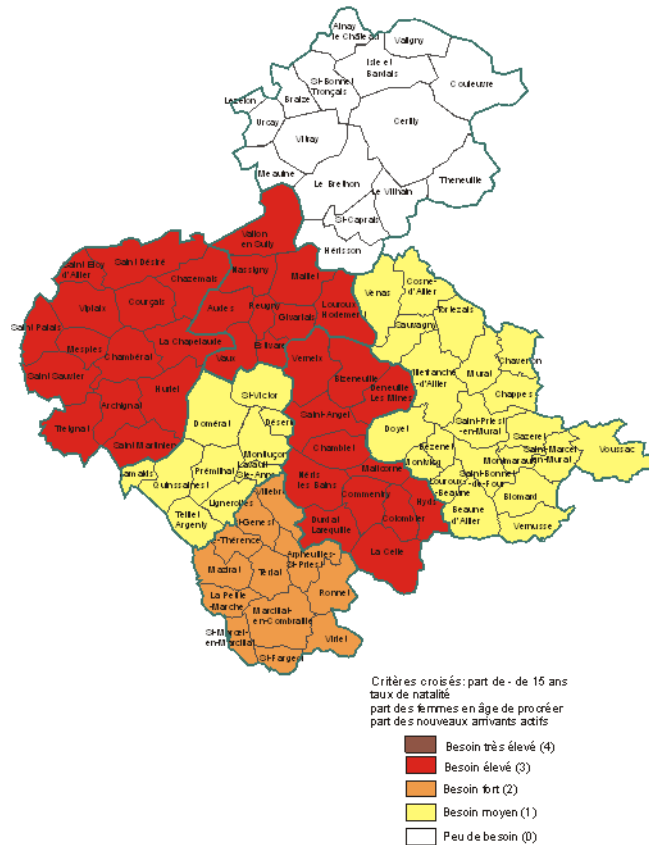 Ainay
le Château
Valigny
Isle et
Bardais
Couleuvre
St-Bonnet
Tronçais
Braize
Urcay
Vitray
Cerilly
Meaulne
Le Brethon
Le Vilhain
Theneuille
St-Caprais
Hérisson
Vallon
en Sully
Nassigny
Maillet
Saint Eloy
d'Allier
Saint Désiré
Chazemais
Audes
Reugny
Givarlais
Louroux
Hodement
Venas
Cosne-
d'Allier
Sauvagny
Tortezais
Viplaix
Courçais
Saint Palais
Mesples
Chambérat
La Chapelaude
Vaux
Estivareilles
Verneix
Bizeneuille
Deneuille
Les Mines
Villefranche
d'Allier
Murat
Chavenon
Chappes
Saint Sauvier
Huriel
Archignat
Treignat
Saint Martinien
St-Victor
Saint-Angel
Doyet
Saint-Priest
-en-Murat
Sazeret
Saint-Marcel
en-Murat
Voussac
Domérat
Désert
Chamblet
Bézenet
Montvicq
Montmarault
Saint-Bonnet
-de-Four
Louroux
-Beaune
Montluçon
Lavault
Ste-Anne
Prémilhat
Quinssaines
Lamaids
Néris
les Bains
Malicorne
Commentry
Hyds
Colombier
Beaune
d'Allier
Blomard
Vernusse
Teillet
Argenty
Lignerolles
Villebret
-Genest
Durdat
Larequille
La Celle
-Thérence
Arpheuilles-
St-Priest
Mazirat
Terjat
Ronnet
La Petite
-Marche
Marcillat-
en-Combraille
St-Marcel
-en-Marcillat
Virlet
St-Fargeol
Critères croisés: part de - de 15 ans
taux de natalité
part des femmes en âge de procréer
part des nouveaux arrivants actifs
Besoin très élevé (4)
Besoin élevé (3)
Besoin fort (2)
Besoin moyen (1)
Peu de besoin (0)